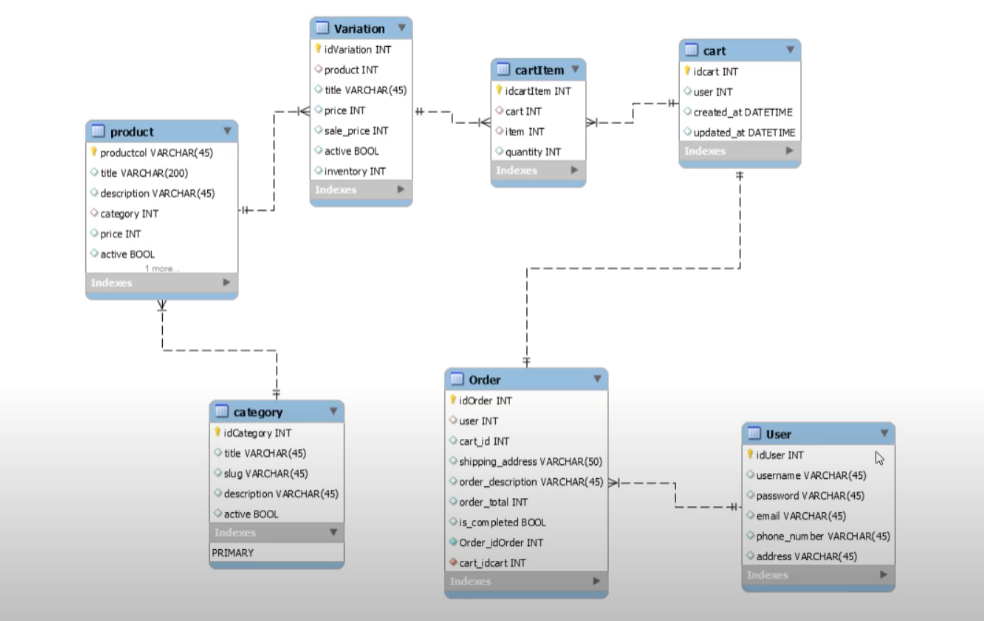 Variation
idVariation INT
product INT
title VARCHAR(45)
price INT
sale_price INT
active BOOL
inventory INT
Indexes
cartItem
idcartItem INT
cart INT
item INT
quantity INT
Indexes
cart
idcart INT
user INT
created_at DATETIME
updated_at DATETIME
Indexes
product
productcol VARCHAR(45)
title VARCHAR(200)
description VARCHAR(45)
category INT
price INT
active BOOL
1 more...
Indexes
category
idCategory INT
title VARCHAR(45)
slug VARCHAR(45)
description VARCHAR(45)
active BOOL
Indexes
PRIMARY
Order
idOrder INT
user INT
cart_id INT
shipping_address VARCHAR(50)
order_description VARCHAR(45)
order_total INT
is_completed BOOL
Order_idOrder INT
cart_idcart INT
Indexes
User
idUser INT
username VARCHAR(45)
password VARCHAR(45)
email VARCHAR(45)
phone_number VARCHAR(45)
address VARCHAR(45)
Indexes